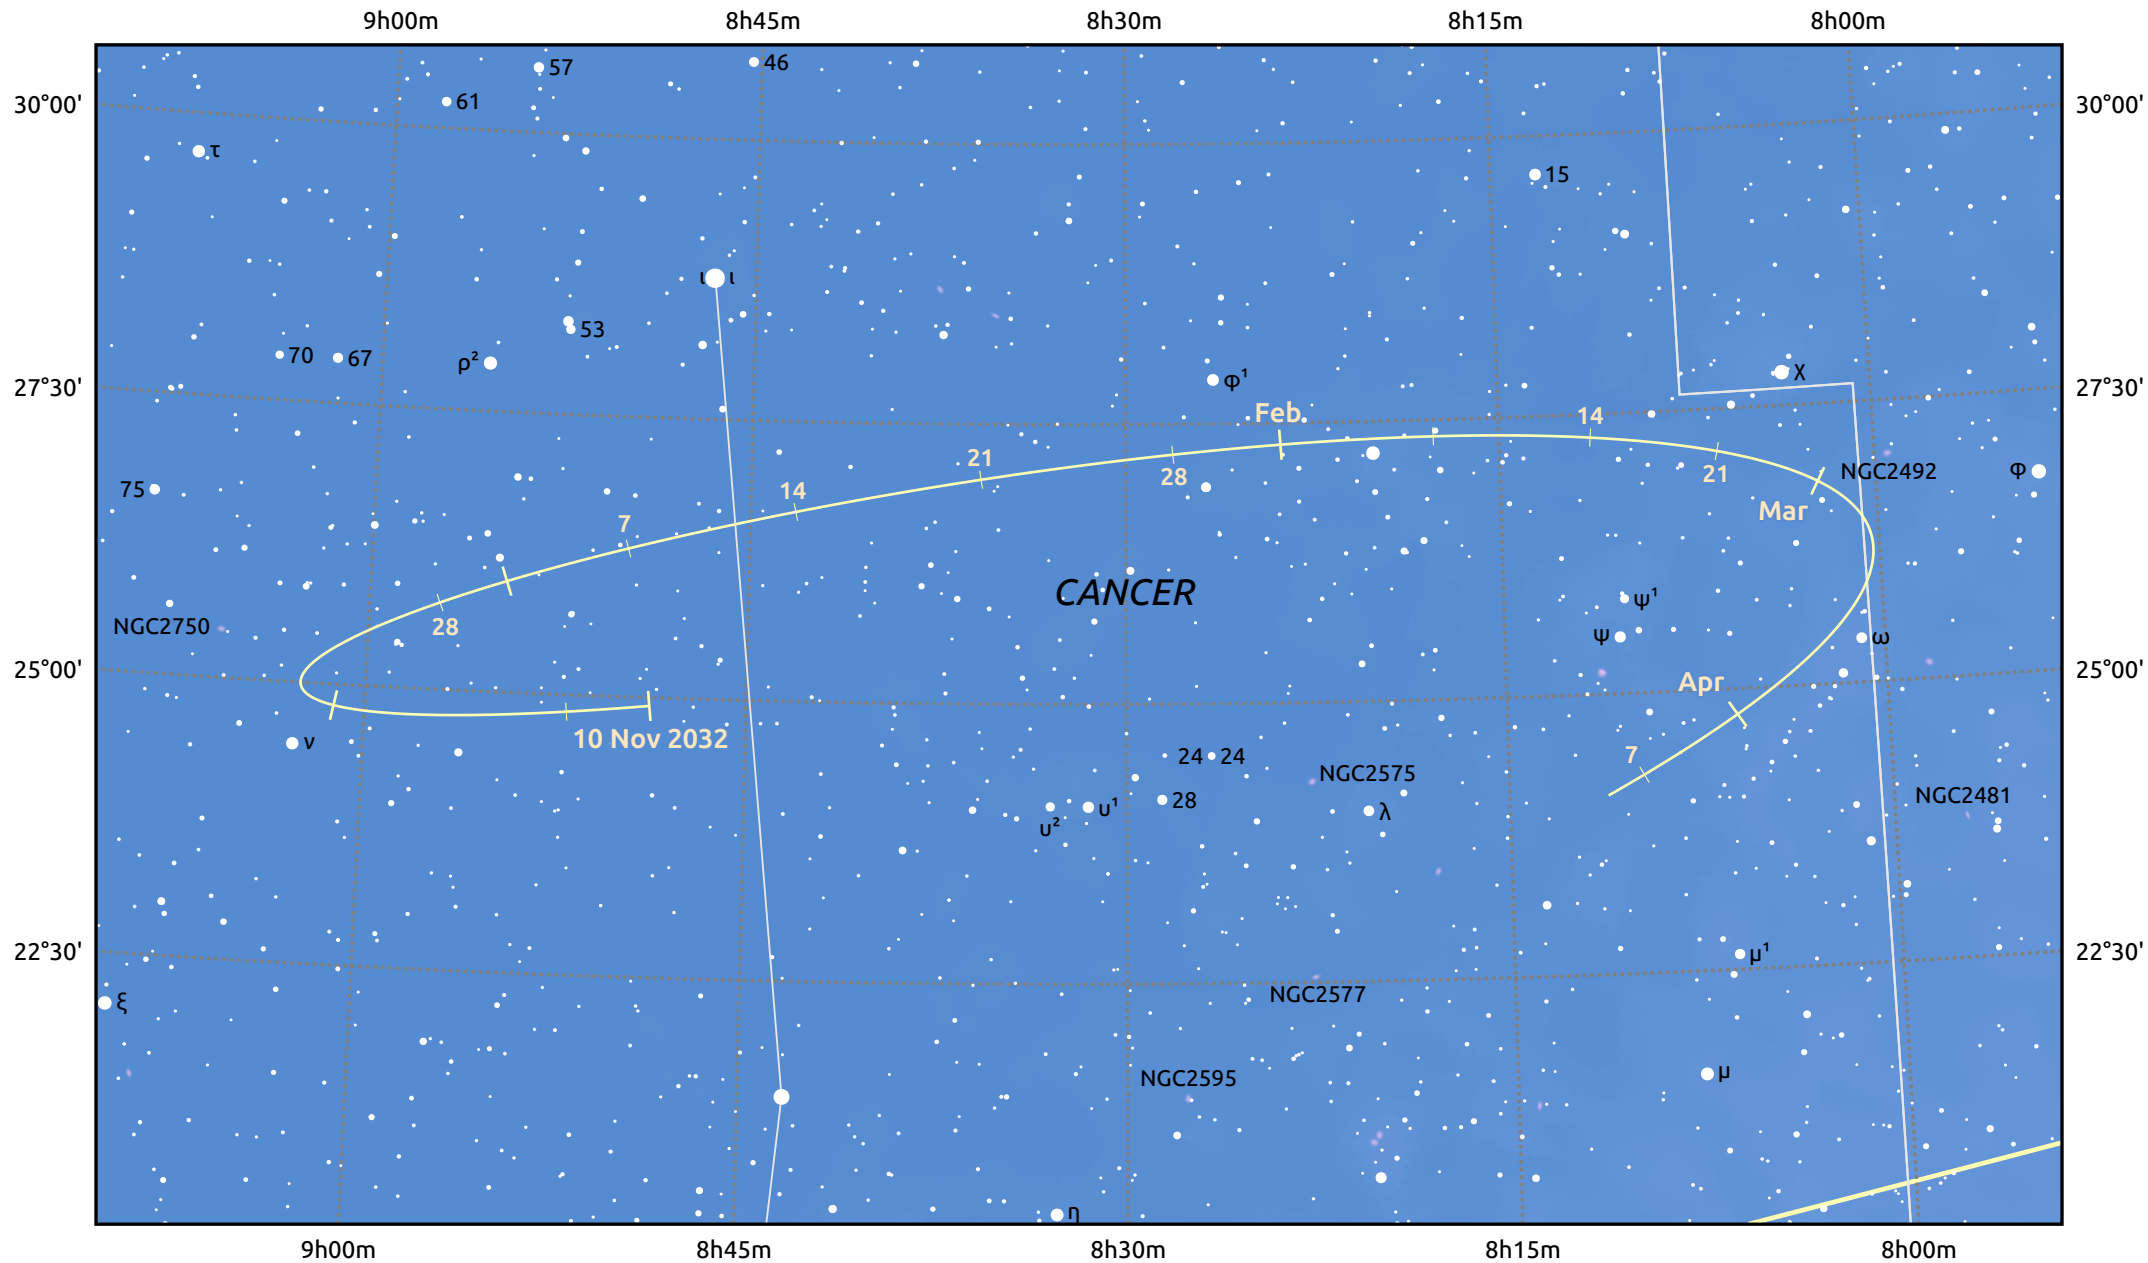 9h00m 8h45m 8h30m 8h15m 8h00m
57 46
61
30°00' 30°00'
τ
15
ι ι
53
70 67 ρ² χ
φ¹
27°30' 27°30'
Feb 14
21
28 21 NGC2492 φ
75 14
Mar
7
CANCER
ψ¹
28
NGC2750 ψ ω
25°00' 25°00'
Apr
ν 10 Nov 2032
24 24 7
NGC2575
28 NGC2481
υ¹ λ
υ²
22°30' μ¹ 22°30'
NGC2577
ξ
NGC2595 μ
η
9h00m 8h45m 8h30m 8h15m 8h00m